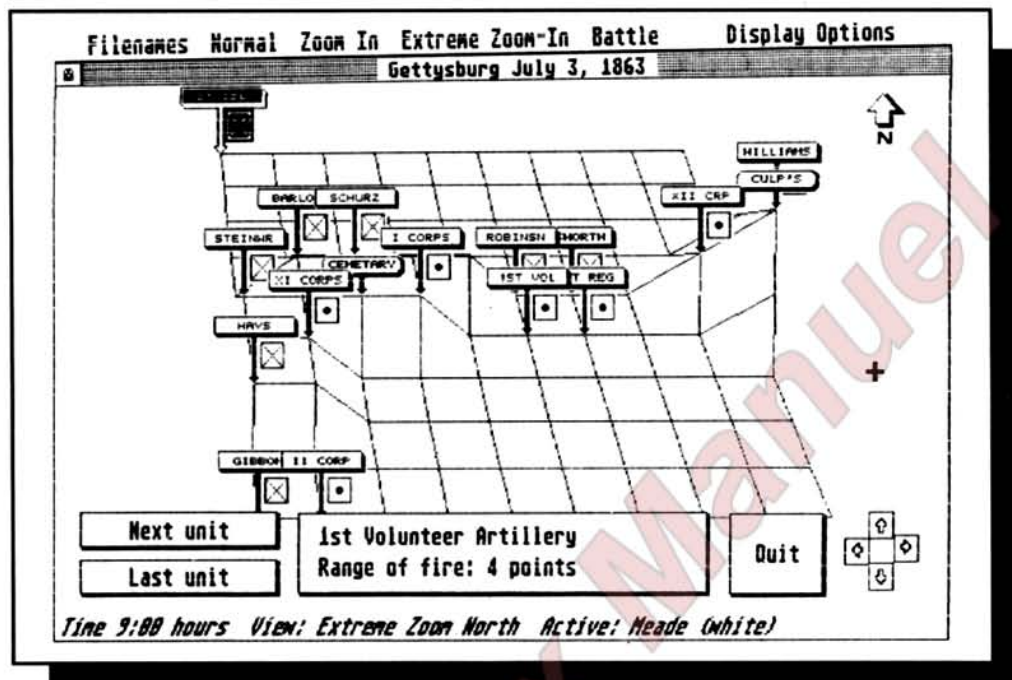 Filenames Normal Zoom In Extreme Zoom-In Battle Display Options
Gettysburg July 3, 1863
N
WILLIAMS
CULP'S
BARLO SCHURZ
XII CRP
STEINWR
I CORPS
ROBINSN
CEMETARY
XI CORPS
1ST VOL
T REG
HAYS
GIBBON
II CORP
Next unit
Last unit
1st Volunteer Artillery
Range of fire: 4 points
Quit
Time 9:00 hours View: Extreme Zoom North Active: Meade (white)
Manuel